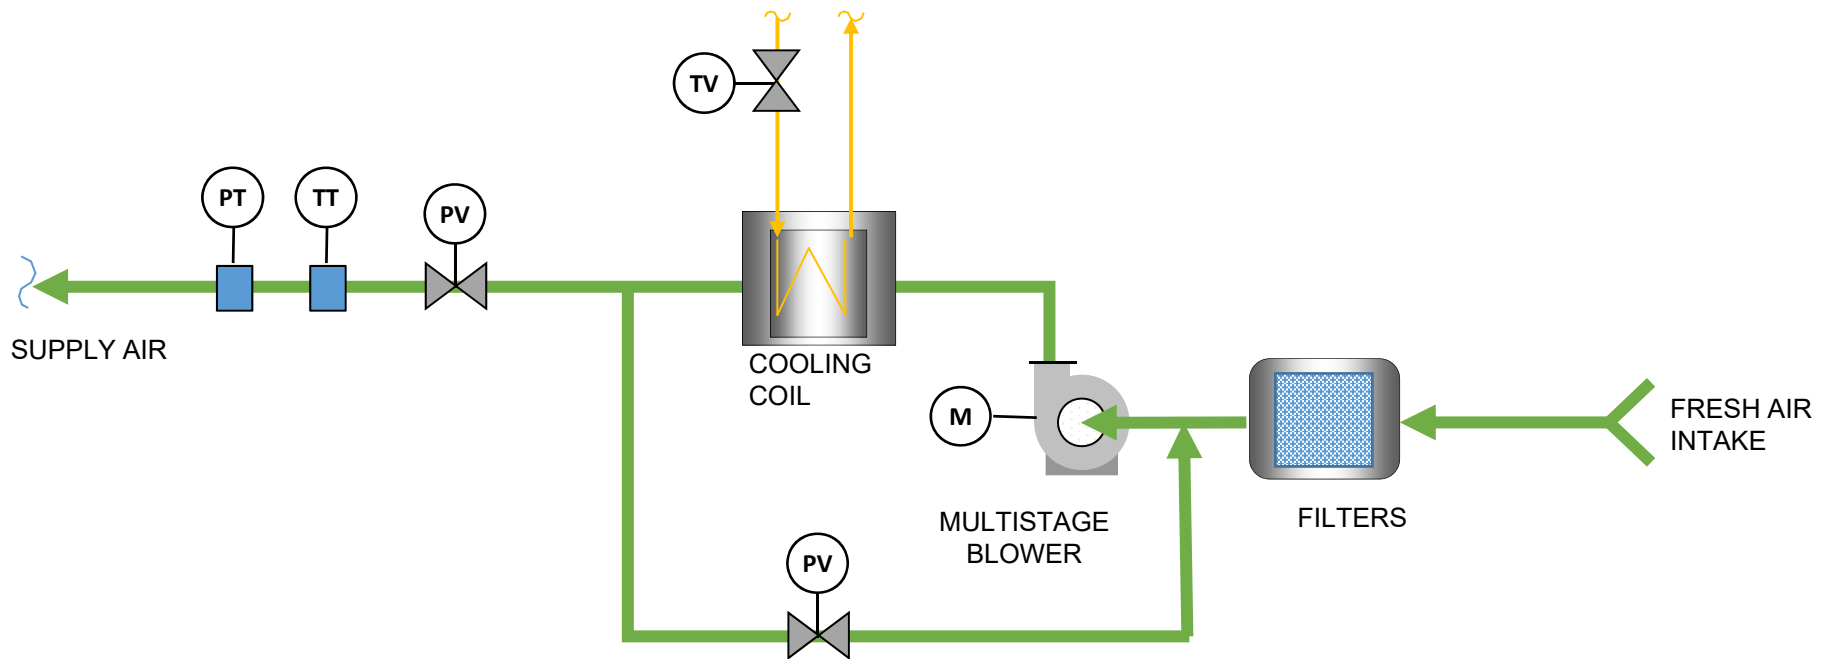 TV
PT
TT
PV
SUPPLY AIR
COOLING
COIL
M
FRESH AIR
INTAKE
MULTISTAGE
BLOWER
FILTERS
PV